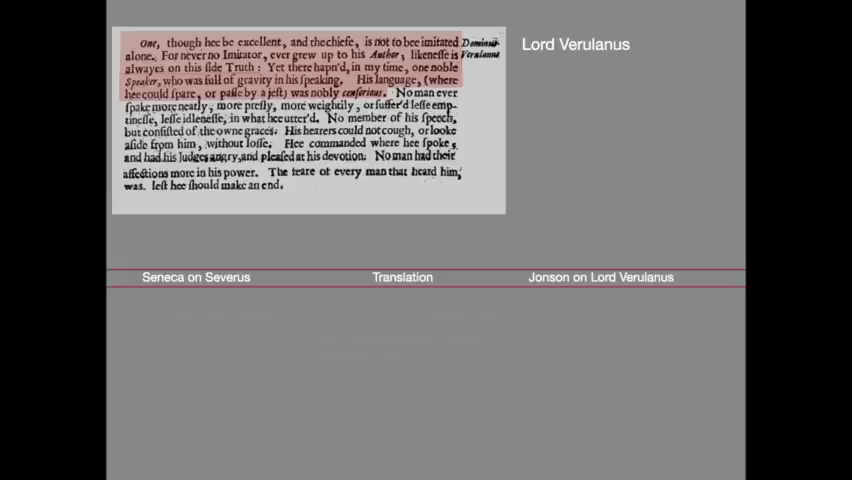 One, though hee be excellent, and the chiefe, is not to bee imitated Dominus
Lord Verulanus
alone. For never no Imitator, ever grew up to his Author; likenesse is Verulanus
alwayes on this side Truth: Yet there hapn'd, in my time, one noble
Speaker, who was full of gravity in his speaking. His language, (where
hee could spare, or passe by a jest) was nobly censorious. No man ever
spake more neatly, more presly, more weightily, or suffer'd lesse emp-
tinesse, lesse idlenesse, in what hee utter'd. No member of his speech,
but consisted of the owne graces: His hearers could not cough, or looke
aside from him, without losse. Hee commanded where hee spoke,
and had his Judges angry, and pleased at his devotion. No man had their
affections more in his power. The feare of every man that heard him,
was. lest hee should make an end.
Seneca on Severus Translation Jonson on Lord Verulanus